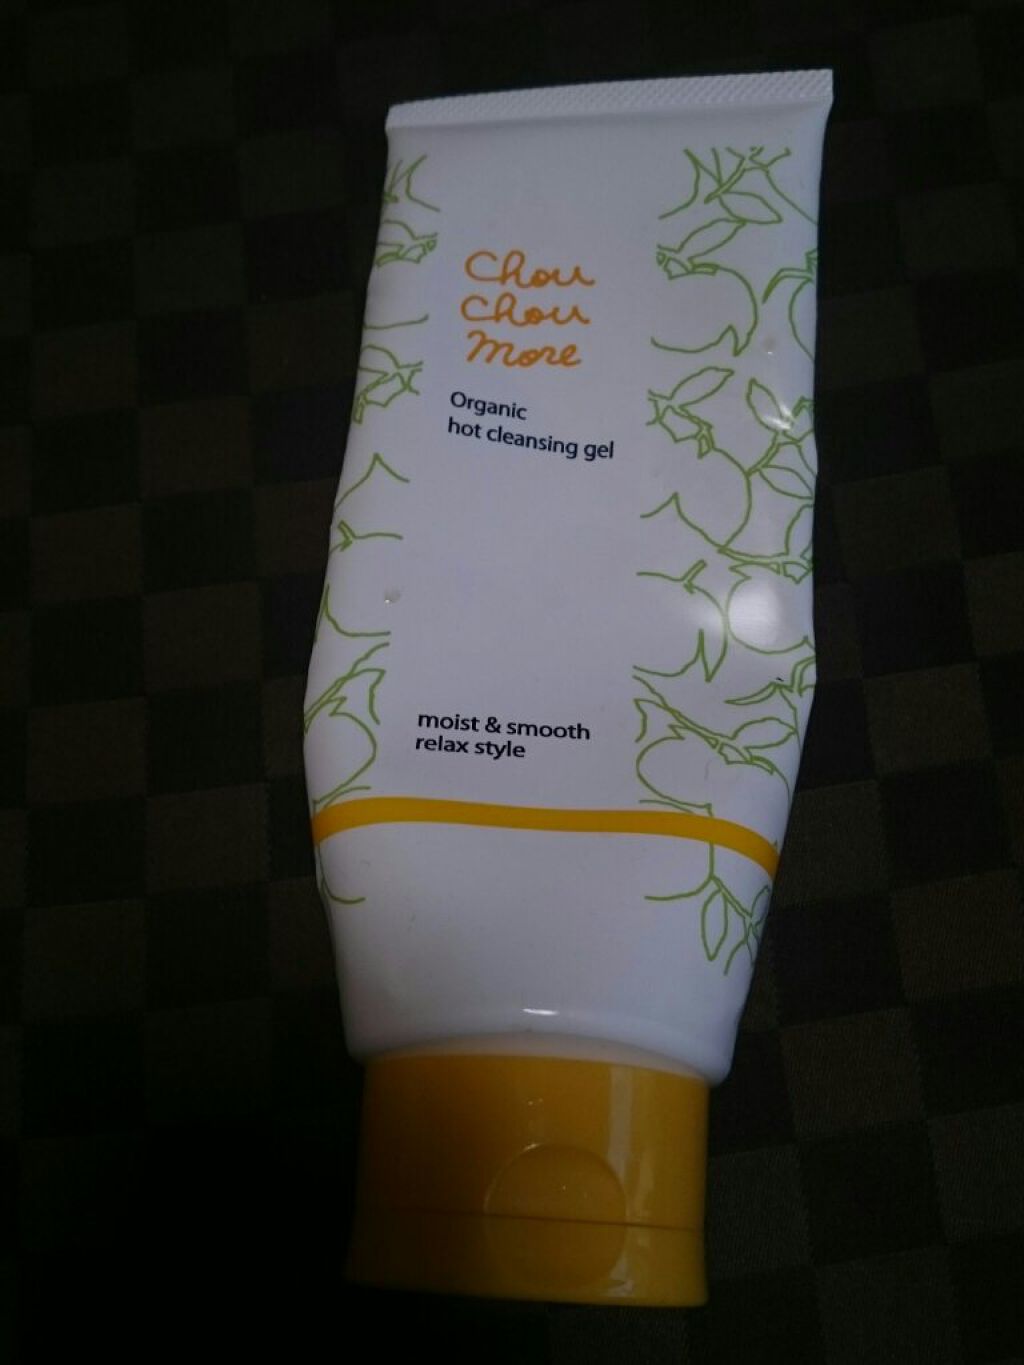 Chou
Chou
More
Organic
hot cleansing gel
moist & smooth
relax style